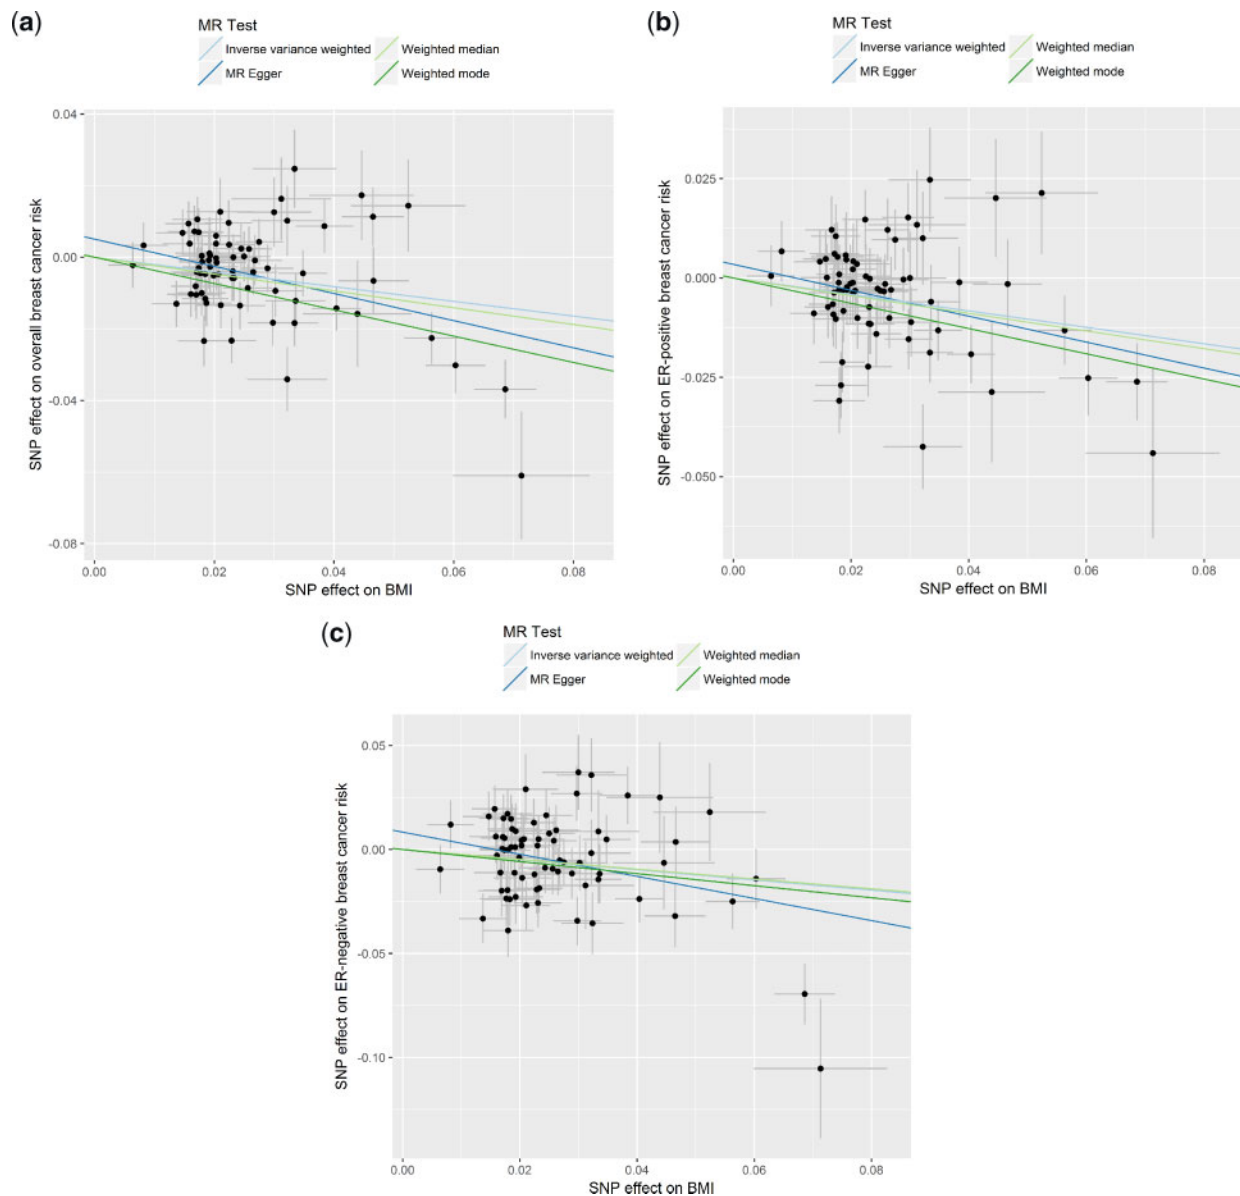 (a)
MR Test
Inverse variance weighted
Weighted median
MR Egger
Weighted mode
0.04
0.00
-0.04
-0.08
SNP effect on overall breast cancer risk
0.00 0.02 0.04 0.06 0.08
SNP effect on BMI
(b)
MR Test
Inverse variance weighted
Weighted median
MR Egger
Weighted mode
0.025
0.000
-0.025
-0.050
SNP effect on ER-positive breast cancer risk
0.00 0.02 0.04 0.06 0.08
SNP effect on BMI
(c)
MR Test
Inverse variance weighted
Weighted median
MR Egger
Weighted mode
0.05
0.00
-0.05
-0.10
SNP effect on ER-negative breast cancer risk
0.00 0.02 0.04 0.06 0.08
SNP effect on BMI